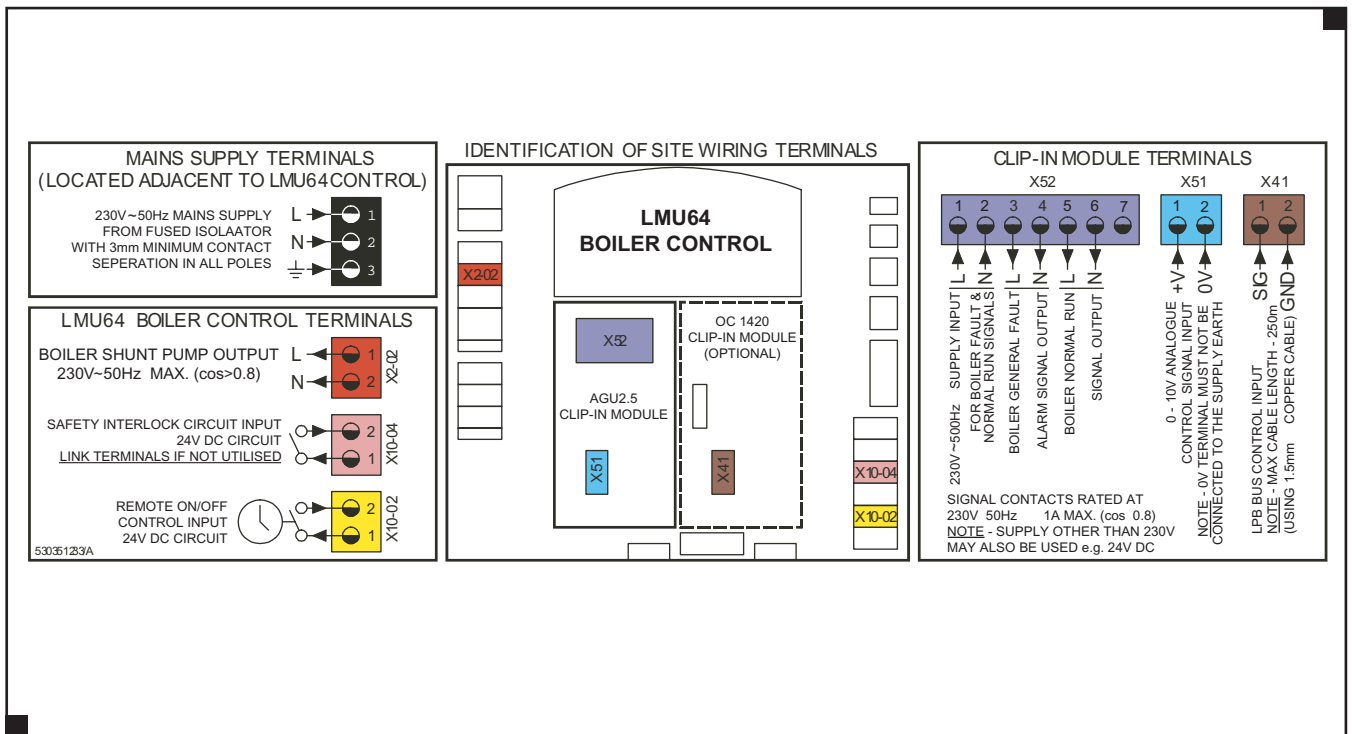 MAINS SUPPLY TERMINALS
(LOCATED ADJACENT TO LMU64 CONTROL)
230V~50Hz MAINS SUPPLY
FROM FUSED ISOLAATOR
WITH 3mm MINIMUM CONTACT
SEPERATION IN ALL POLES
L
N
1
2
3
LMU64 BOILER CONTROL TERMINALS
BOILER SHUNT PUMP OUTPUT
230V~50Hz MAX. (cos>0.8)
L
N
1
2
X2-02
SAFETY INTERLOCK CIRCUIT INPUT
24V DC CIRCUIT
LINK TERMINALS IF NOT UTILISED
2
1
X10-04
REMOTE ON/OFF
CONTROL INPUT
24V DC CIRCUIT
2
1
X10-02
530351233/A
IDENTIFICATION OF SITE WIRING TERMINALS
LMU64
BOILER CONTROL
X2-02
X52
AGU2.5
CLIP-IN MODULE
X51
OC 1420
CLIP-IN MODULE
(OPTIONAL)
X41
X10-04
X10-02
CLIP-IN MODULE TERMINALS
X52
1 2 3 4 5 6 7
L
N
L
N
L
N
230V~500Hz SUPPLY INPUT
FOR BOILER FAULT &
NORMAL RUN SIGNALS
BOILER GENERAL FAULT
ALARM SIGNAL OUTPUT
BOILER NORMAL RUN
SIGNAL OUTPUT
SIGNAL CONTACTS RATED AT
230V 50Hz 1A MAX. (cos 0.8)
NOTE - SUPPLY OTHER THAN 230V
MAY ALSO BE USED e.g. 24V DC
X51
1 2
+V
0V
0 - 10V ANALOGUE
CONTROL SIGNAL INPUT
NOTE - 0V TERMINAL MUST NOT BE
CONNECTED TO THE SUPPLY EARTH
X41
1 2
SIG
GND
LPB BUS CONTROL INPUT
NOTE - MAX CABLE LENGTH - 250m
(USING 1.5mm COPPER CABLE)